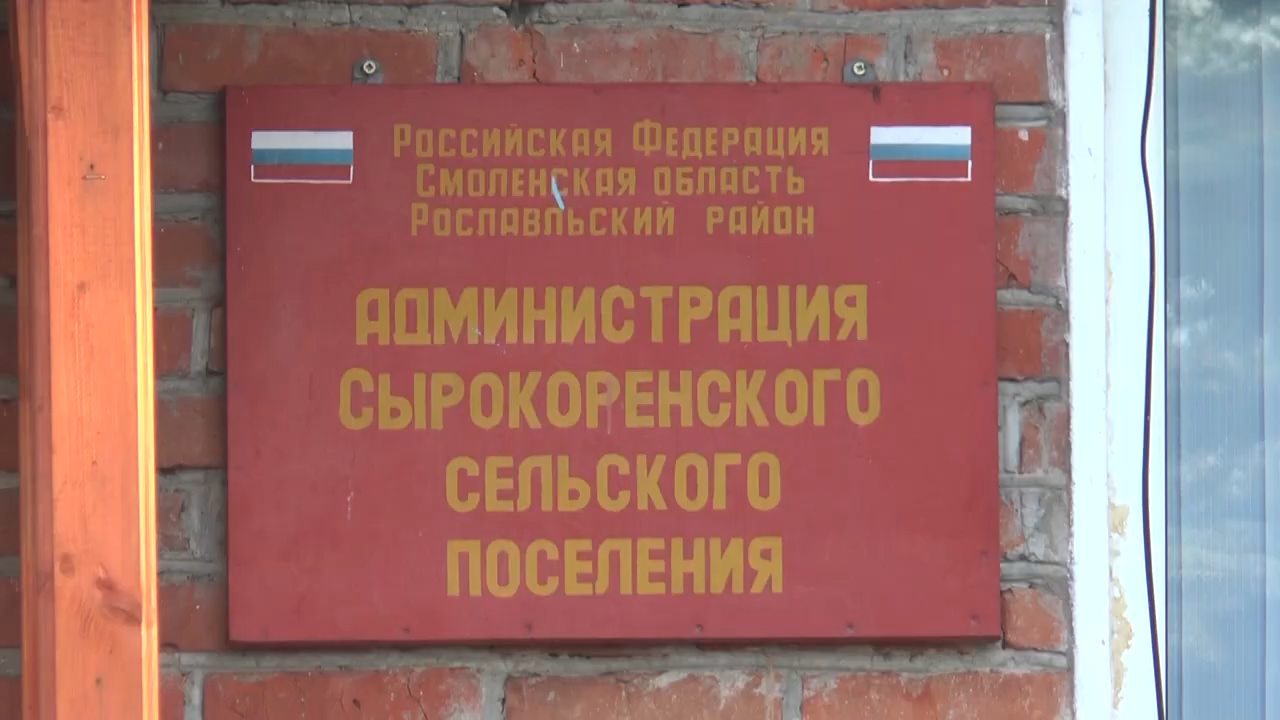 Российская Федерация
Смоленская область
Рославльский район
АДМИНИСТРАЦИЯ
СЫРОКОРЕНСКОГО
СЕЛЬСКОГО
ПОСЕЛЕНИЯ